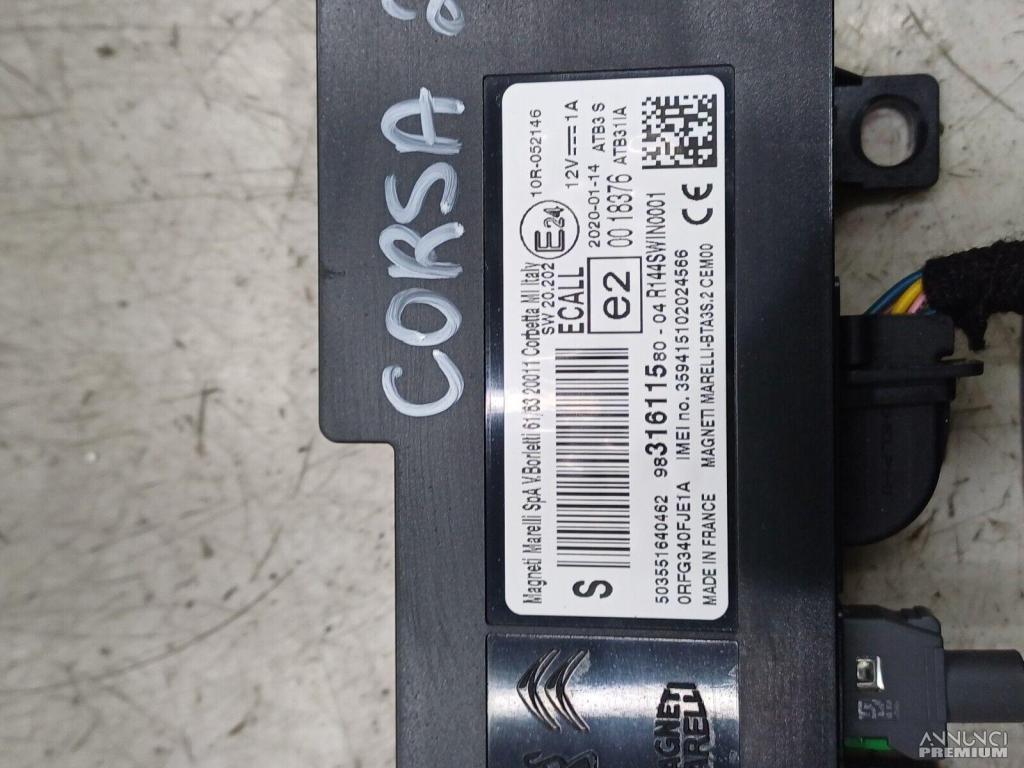 CORSA
Magneti Marelli SpA V.Borletti 61/63 20011 Corbetta MI Italy
SW 20.202
10R-052146
S
ECALL
E24
12V 1A
2020-01-14 ATB3 S
e2
00 18376 ATB31IA
503551640462 9831611580 - 04 R144SWIN0001
0RFG340FJE1A IMEI no. 359415102024566
MADE IN FRANCE MAGNETI MARELLI-BTA3S.2 CEM00
CE
MAGNETI
MARELLI
ANNUNCI
PREMIUM